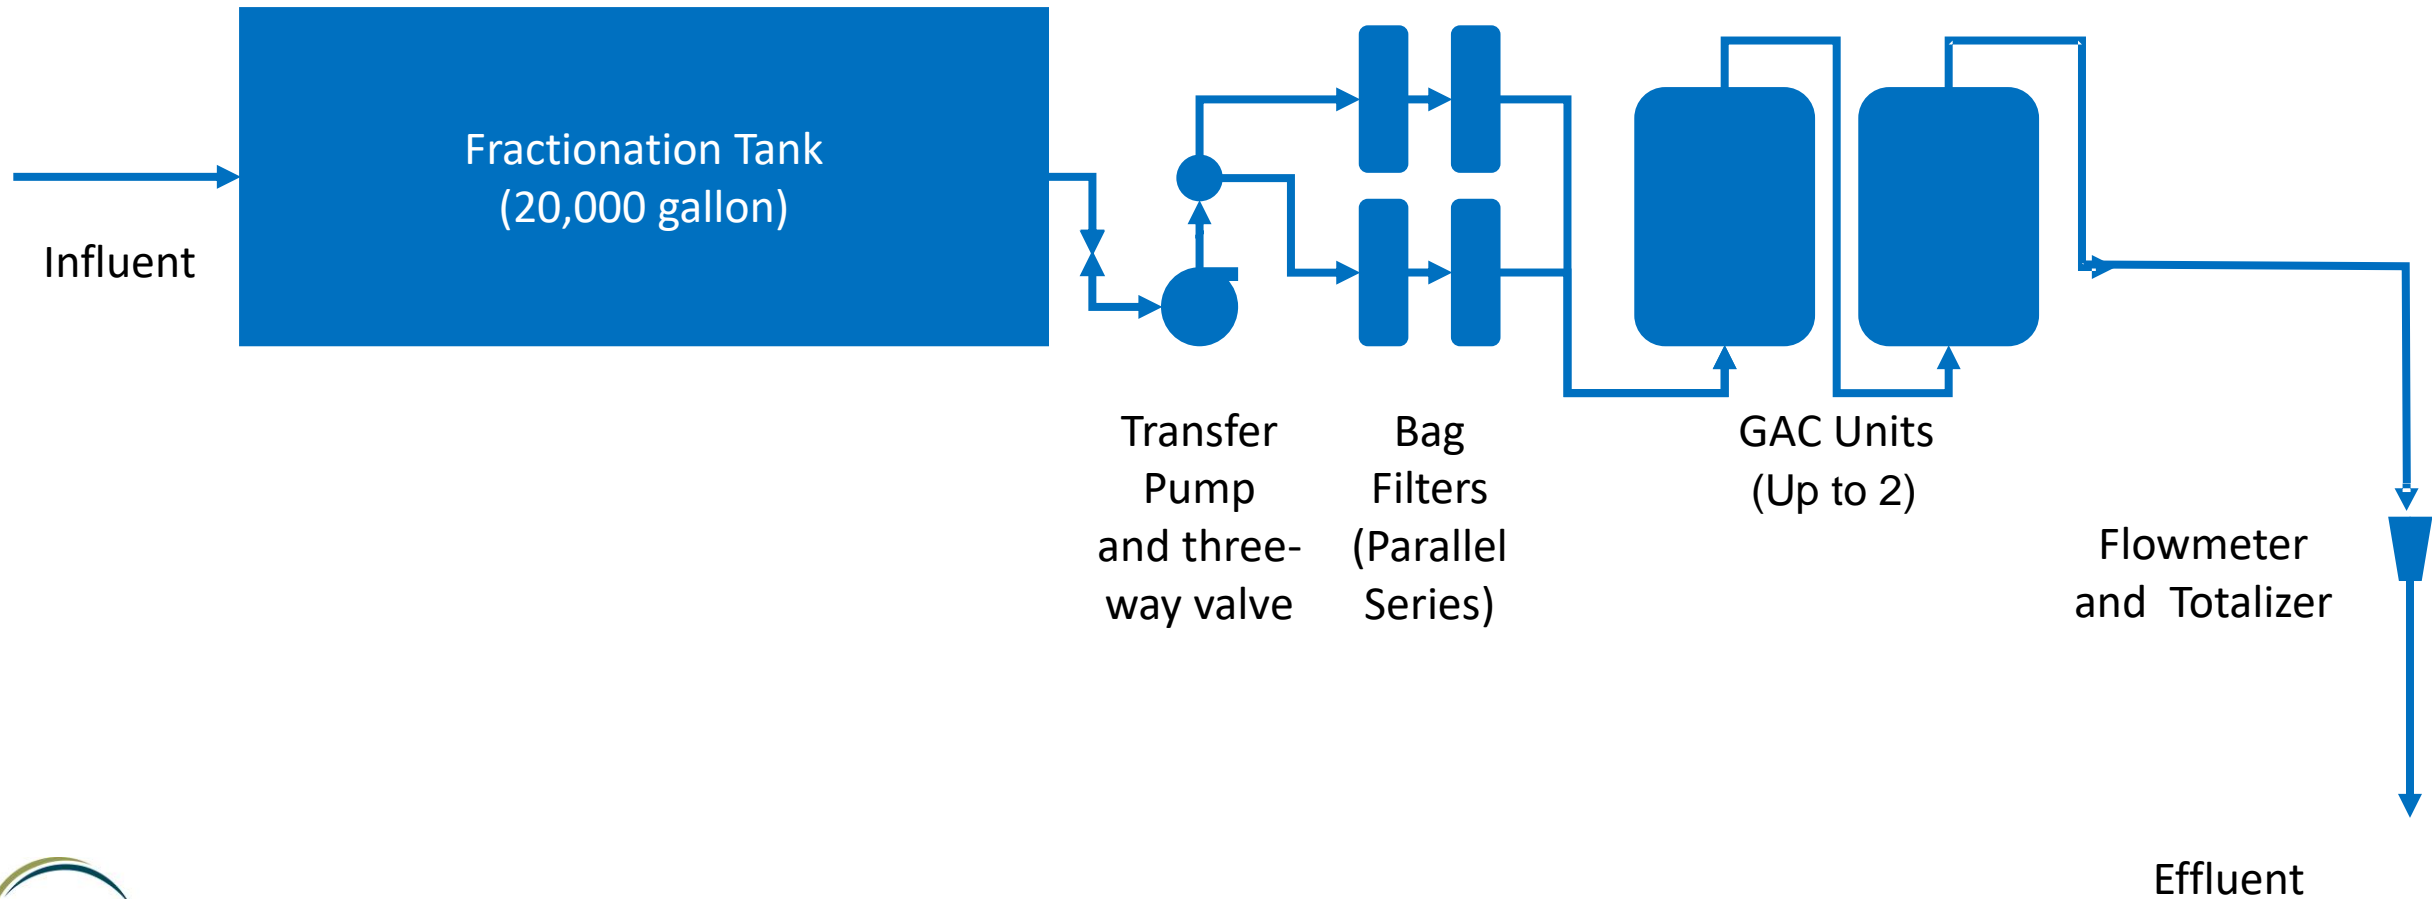 Fractionation Tank
(20,000 gallon)
Influent
Transfer
Pump
and three-
way valve
Bag
Filters
(Parallel
Series)
GAC Units
(Up to 2)
Flowmeter
and  Totalizer
Effluent